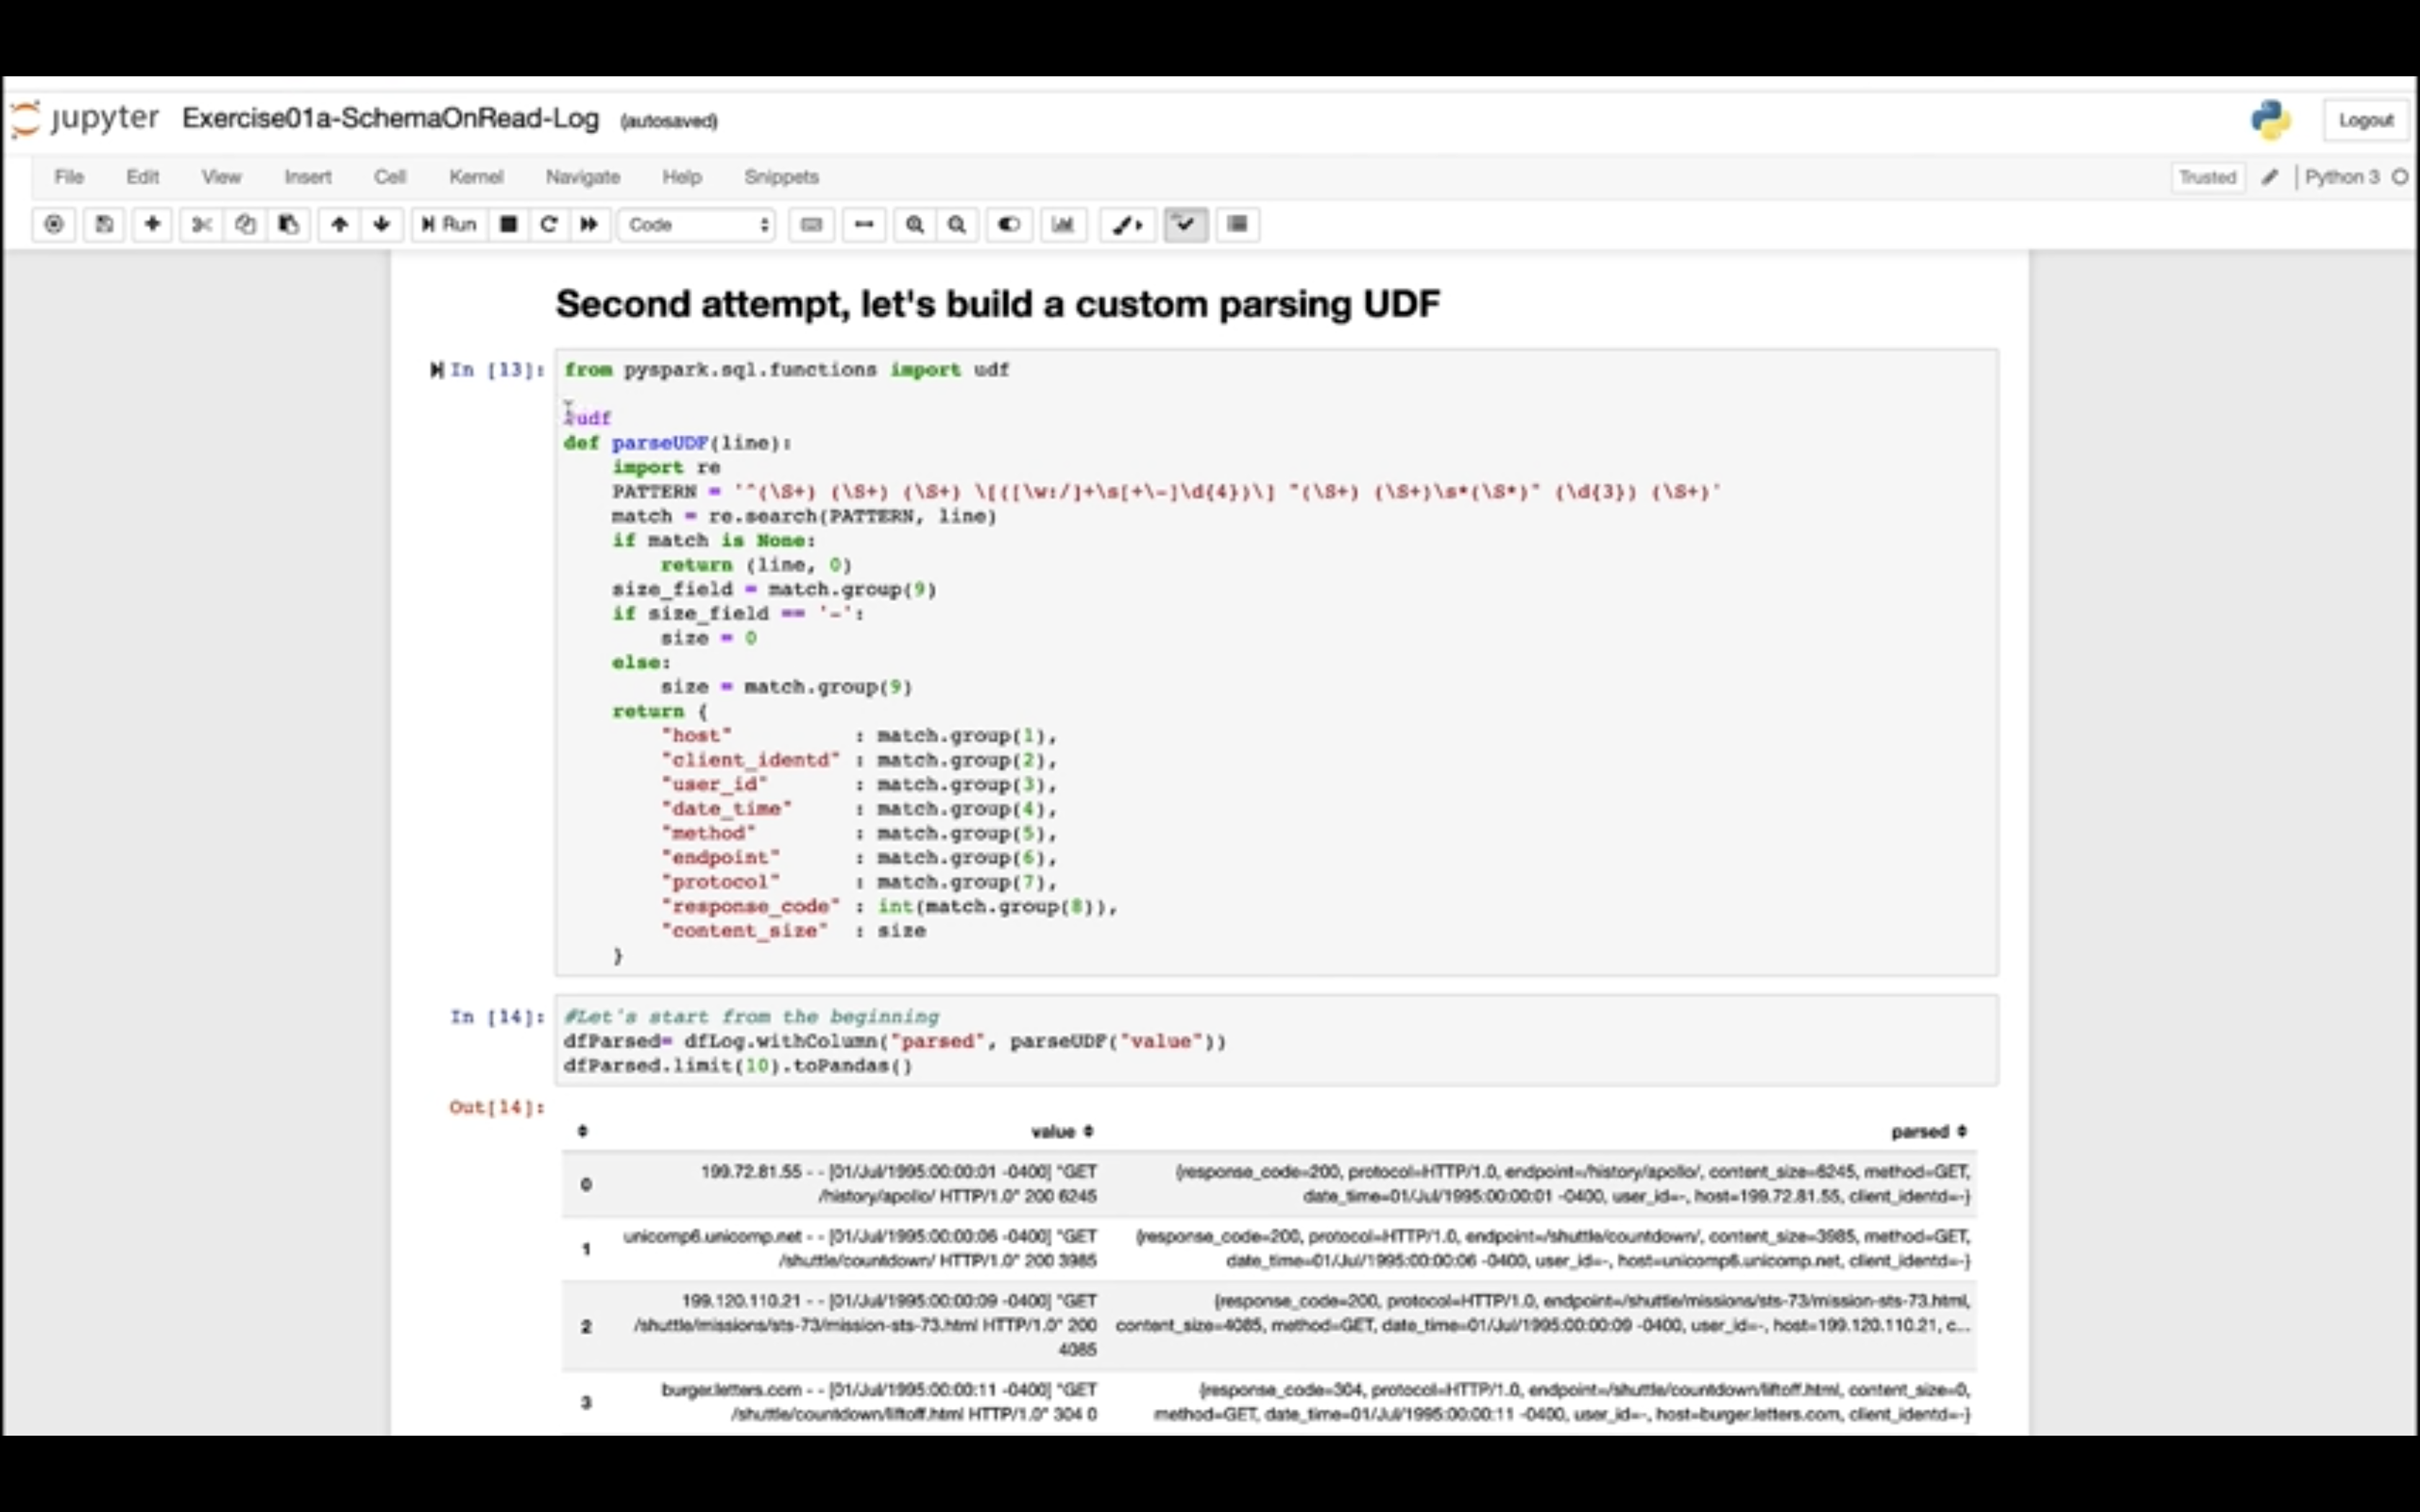 jupyter Exercise01a-SchemaOnRead-Log (autosaved) Logout
File Edit View Insert Cell Kernel Navigate Help Snippets Trusted Python 3
Run Code
Second attempt, let's build a custom parsing UDF
In [13]: from pyspark.sql.functions import udf
udf
def parseUDF(line):
import re
PATTERN = '^(\S+) (\S+) (\S+) \[([\w:/]+\s[+\-]\d{4})\] "(\S+) (\S+)\s*(\S*)" (\d{3}) (\S+)'
match = re.search(PATTERN, line)
if match is None:
return (line, 0)
size_field = match.group(9)
if size_field == '-':
size = 0
else:
size = match.group(9)
return {
"host" : match.group(1),
"client_identd" : match.group(2),
"user_id" : match.group(3),
"date_time" : match.group(4),
"method" : match.group(5),
"endpoint" : match.group(6),
"protocol" : match.group(7),
"response_code" : int(match.group(8)),
"content_size" : size
}
In [14]: #Let's start from the beginning
dfParsed= dfLog.withColumn("parsed", parseUDF("value"))
dfParsed.limit(10).toPandas()
Out[14]:
value parsed
199.72.81.55 - - [01/Jul/1995:00:00:01 -0400] "GET {response_code=200, protocol=HTTP/1.0, endpoint=/history/apollo/, content_size=6245, method=GET,
0 /history/apollo/ HTTP/1.0" 200 6245 date_time=01/Jul/1995:00:00:01 -0400, user_id=-, host=199.72.81.55, client_identd=-}
unicomp6.unicomp.net - - [01/Jul/1995:00:00:06 -0400] "GET {response_code=200, protocol=HTTP/1.0, endpoint=/shuttle/countdown/, content_size=3985, method=GET,
1 /shuttle/countdown/ HTTP/1.0" 200 3985 date_time=01/Jul/1995:00:00:06 -0400, user_id=-, host=unicomp6.unicomp.net, client_identd=-}
199.120.110.21 - - [01/Jul/1995:00:00:09 -0400] "GET {response_code=200, protocol=HTTP/1.0, endpoint=/shuttle/missions/sts-73/mission-sts-73.html,
2 /shuttle/missions/sts-73/mission-sts-73.html HTTP/1.0" 200 content_size=4085, method=GET, date_time=01/Jul/1995:00:00:09 -0400, user_id=-, host=199.120.110.21, c...
4085
burger.letters.com - - [01/Jul/1995:00:00:11 -0400] "GET {response_code=304, protocol=HTTP/1.0, endpoint=/shuttle/countdown/liftoff.html, content_size=0,
3 /shuttle/countdown/liftoff.html HTTP/1.0" 304 0 method=GET, date_time=01/Jul/1995:00:00:11 -0400, user_id=-, host=burger.letters.com, client_identd=-}